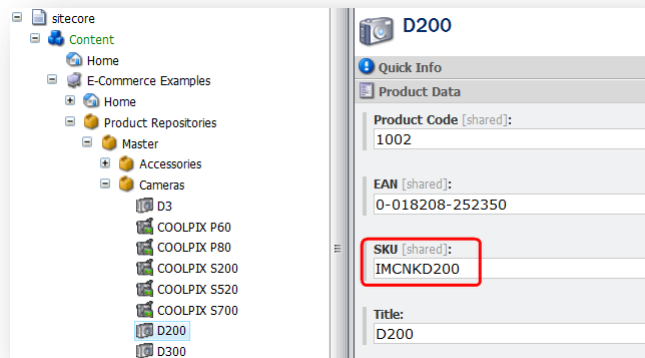 sitecore
Content
Home
E-Commerce Examples
Home
Product Repositories
Master
Accessories
Cameras
D3
COOLPIX P60
COOLPIX P80
COOLPIX S200
COOLPIX S520
COOLPIX S700
D200
D300
D200
Quick Info
Product Data
Product Code [shared]:
1002
EAN [shared]:
0-018208-252350
SKU [shared]:
IMCNKD200
Title:
D200